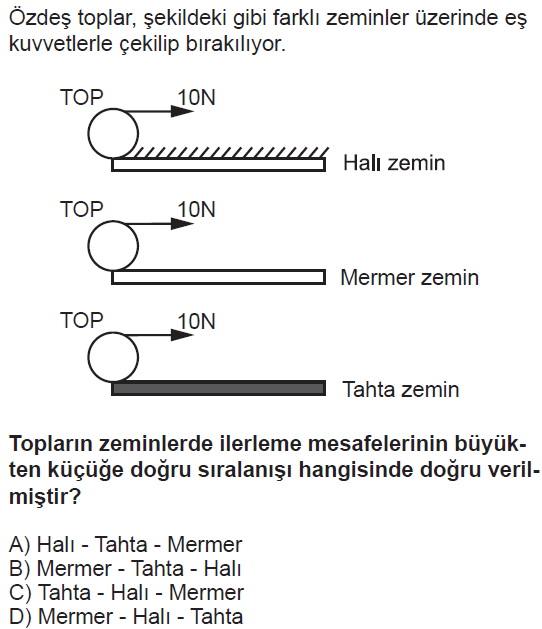 Özdeş toplar, şekildeki gibi farklı zeminler üzerinde eş
kuvvetlerle çekilip bırakılıyor.
TOP 10N
Halı zemin
TOP 10N
Mermer zemin
TOP 10N
Tahta zemin
Topların zeminlerde ilerleme mesafelerinin büyük-
ten küçüğe doğru sıralanışı hangisinde doğru veril-
miştir?
A) Halı - Tahta - Mermer
B) Mermer - Tahta - Halı
C) Tahta - Halı - Mermer
D) Mermer - Halı - Tahta